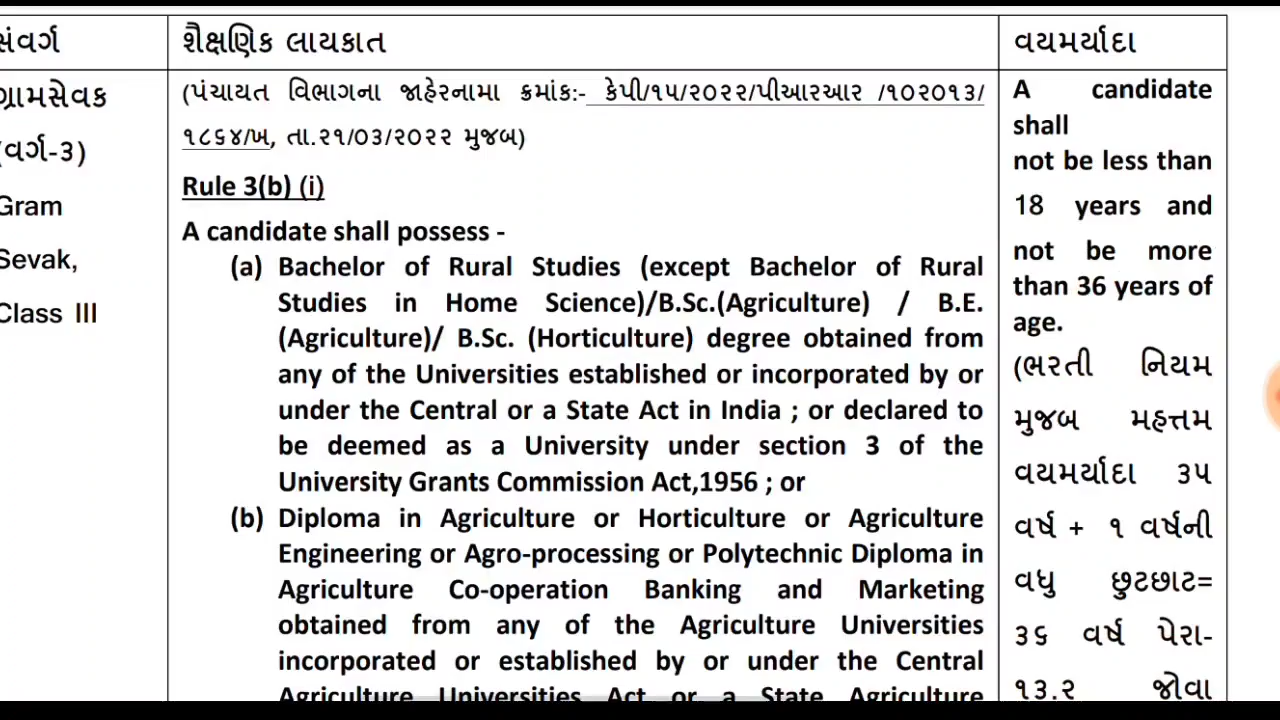 સંવર્ગ
શૈક્ષણિક લાયકાત
વયમર્યાદા
ગ્રામસેવક
(વર્ગ-૩)
Gram
Sevak,
Class III
(પંચાયત વિભાગના જાહેરનામા ક્રમાંક:- કેપી/૧૫/૨૦૨૨/પીઆરઆર /૧૦૨૦૧૩/
૧૮૬૪/ખ, તા.૨૧/૦૩/૨૦૨૨ મુજબ)
Rule 3(b) (i)
A candidate shall possess -
(a) Bachelor of Rural Studies (except Bachelor of Rural
Studies in Home Science)/B.Sc.(Agriculture) / B.E.
(Agriculture)/ B.Sc. (Horticulture) degree obtained from
any of the Universities established or incorporated by or
under the Central or a State Act in India ; or declared to
be deemed as a University under section 3 of the
University Grants Commission Act,1956 ; or
(b) Diploma in Agriculture or Horticulture or Agriculture
Engineering or Agro-processing or Polytechnic Diploma in
Agriculture Co-operation Banking and Marketing
obtained from any of the Agriculture Universities
incorporated or established by or under the Central
Agriculture Universities Act or a State Agriculture
A candidate
shall
not be less than
18 years and
not be more
than 36 years of
age.
(ભરતી નિયમ
મુજબ મહત્તમ
વયમર્યાદા ૩૫
વર્ષ + ૧ વર્ષની
વધુ છુટછાટ=
૩૬ વર્ષ પેરા-
૧૩.૨ જોવા